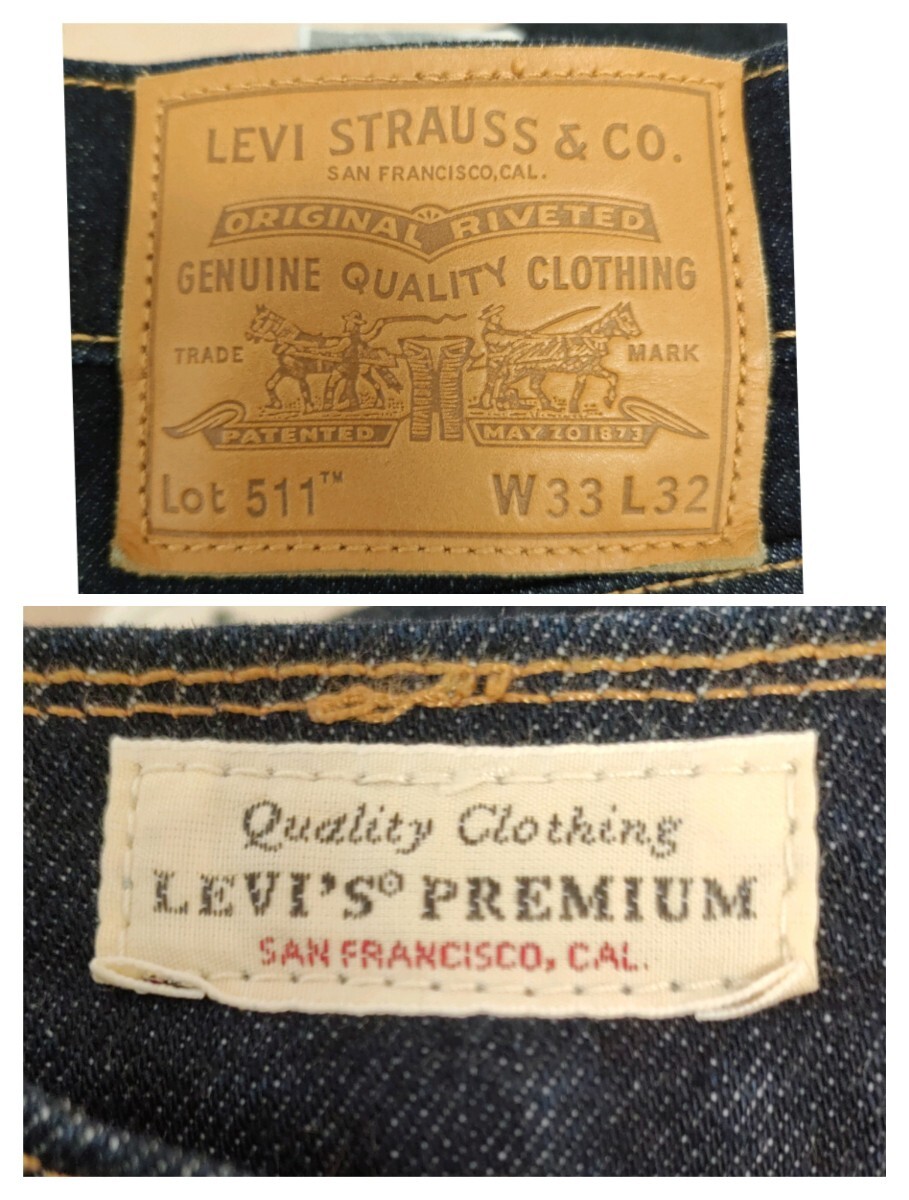 LEVI STRAUSS & CO.
SAN FRANCISCO, CAL.
ORIGINAL RIVETED
GENUINE QUALITY CLOTHING
TRADE MARK
PATENTED MAY 20 1873
Lot 511™ W33 L32
Quality Clothing
LEVI'S® PREMIUM
SAN FRANCISCO, CAL.